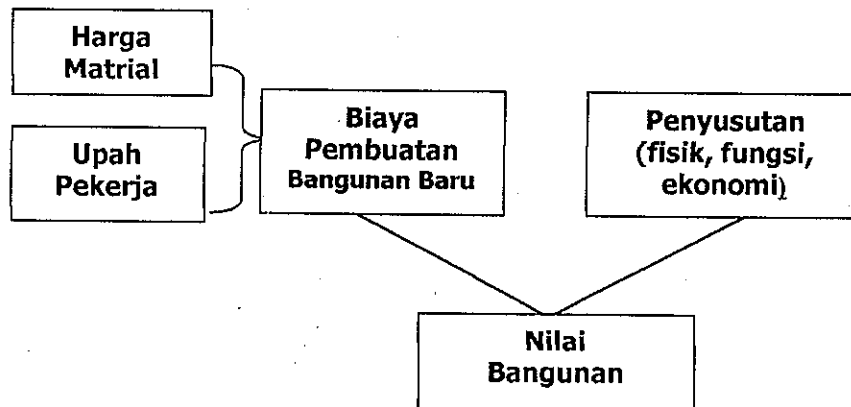 Harga
Matrial
Upah
Pekerja
Biaya
Pembuatan
Bangunan Baru
Penyusutan
(fisik, fungsi,
ekonomi)
Nilai
Bangunan